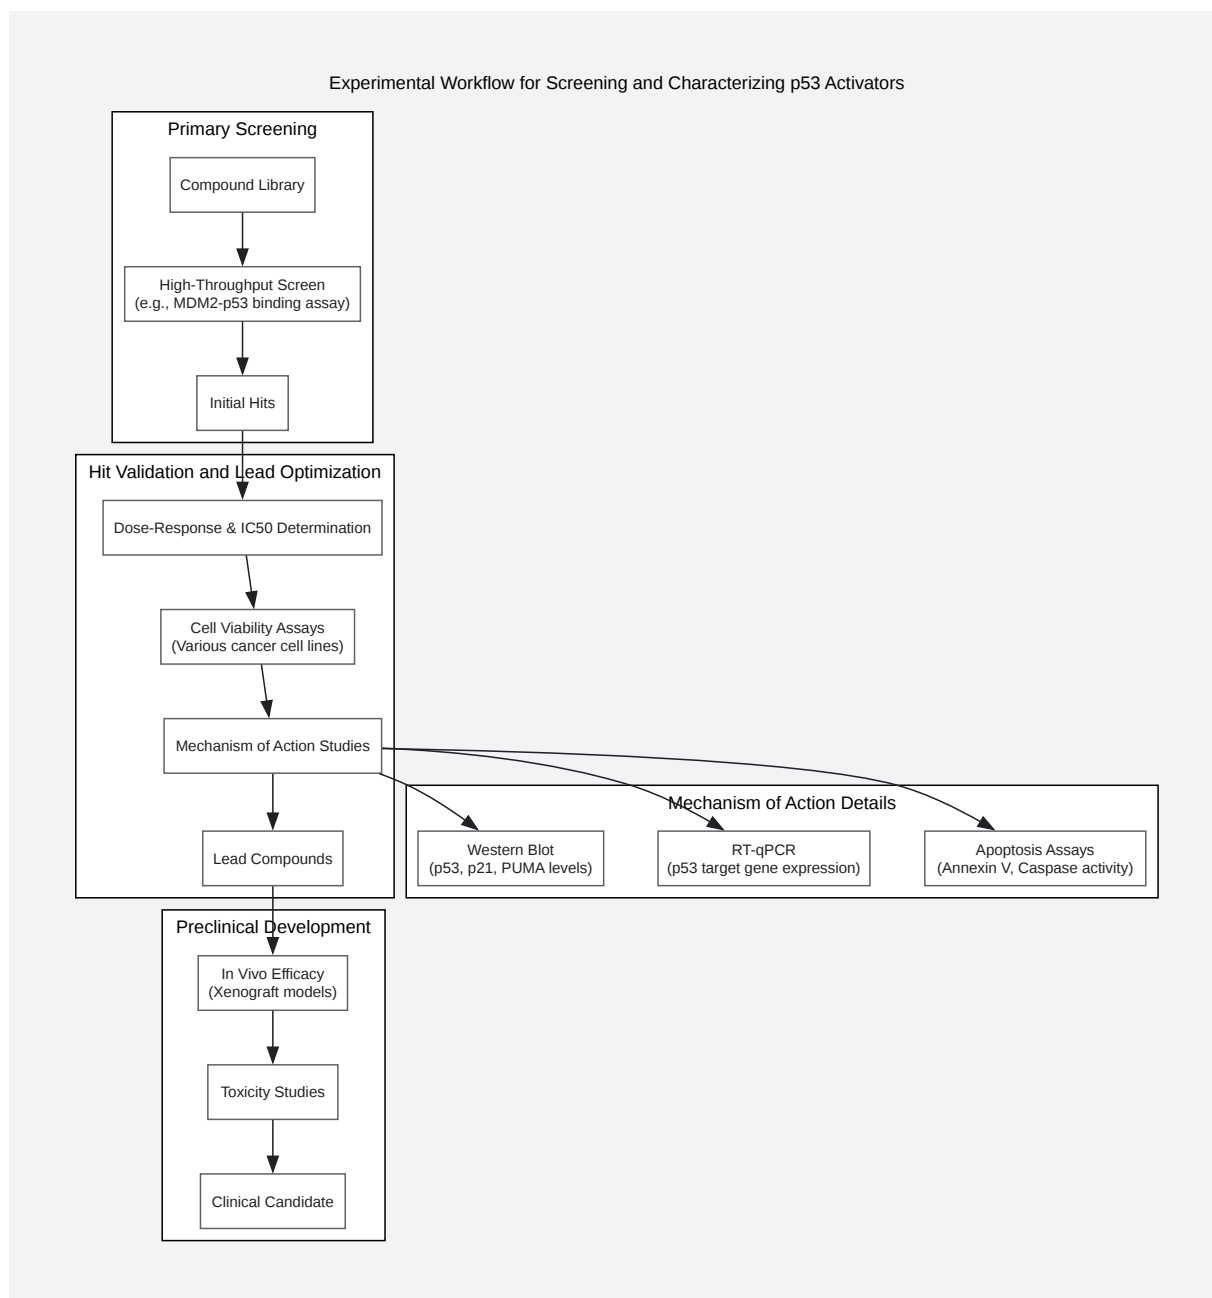 Experimental Workflow for Screening and Characterizing p53 Activators
Primary Screening
Compound Library
High-Throughput Screen
(e.g., MDM2-p53 binding assay)
Initial Hits
Hit Validation and Lead Optimization
Dose-Response & IC50 Determination
Cell Viability Assays
(Various cancer cell lines)
Mechanism of Action Studies
Lead Compounds
Mechanism of Action Details
Western Blot
(p53, p21, PUMA levels)
RT-qPCR
(p53 target gene expression)
Apoptosis Assays
(Annexin V, Caspase activity)
Preclinical Development
In Vivo Efficacy
(Xenograft models)
Toxicity Studies
Clinical Candidate